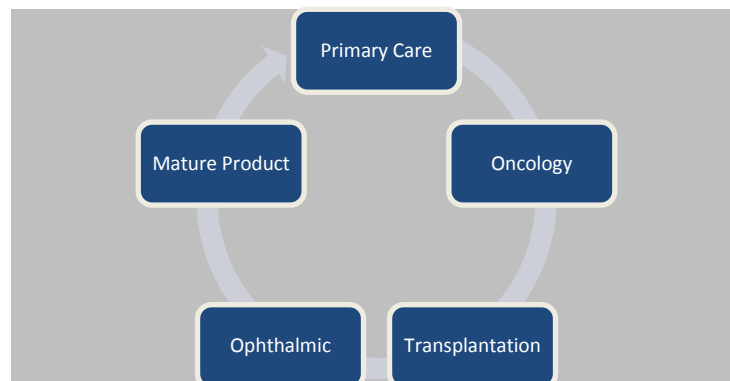 Primary Care
Oncology
Transplantation
Ophthalmic
Mature Product